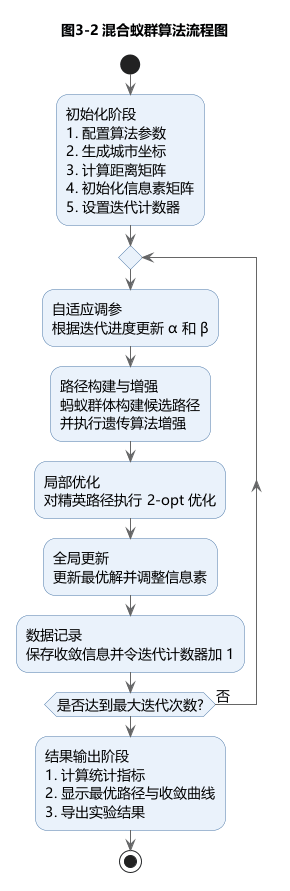 图3-2 混合蚁群算法流程图
初始化阶段
1. 配置算法参数
2. 生成城市坐标
3. 计算距离矩阵
4. 初始化信息素矩阵
5. 设置迭代计数器
自适应调参
根据迭代进度更新 α 和 β
路径构建与增强
蚂蚁群体构建候选路径
并执行遗传算法增强
局部优化
对精英路径执行 2-opt 优化
全局更新
更新最优解并调整信息素
数据记录
保存收敛信息并令迭代计数器加 1
是否达到最大迭代次数?
否
结果输出阶段
1. 计算统计指标
2. 显示最优路径与收敛曲线
3. 导出实验结果